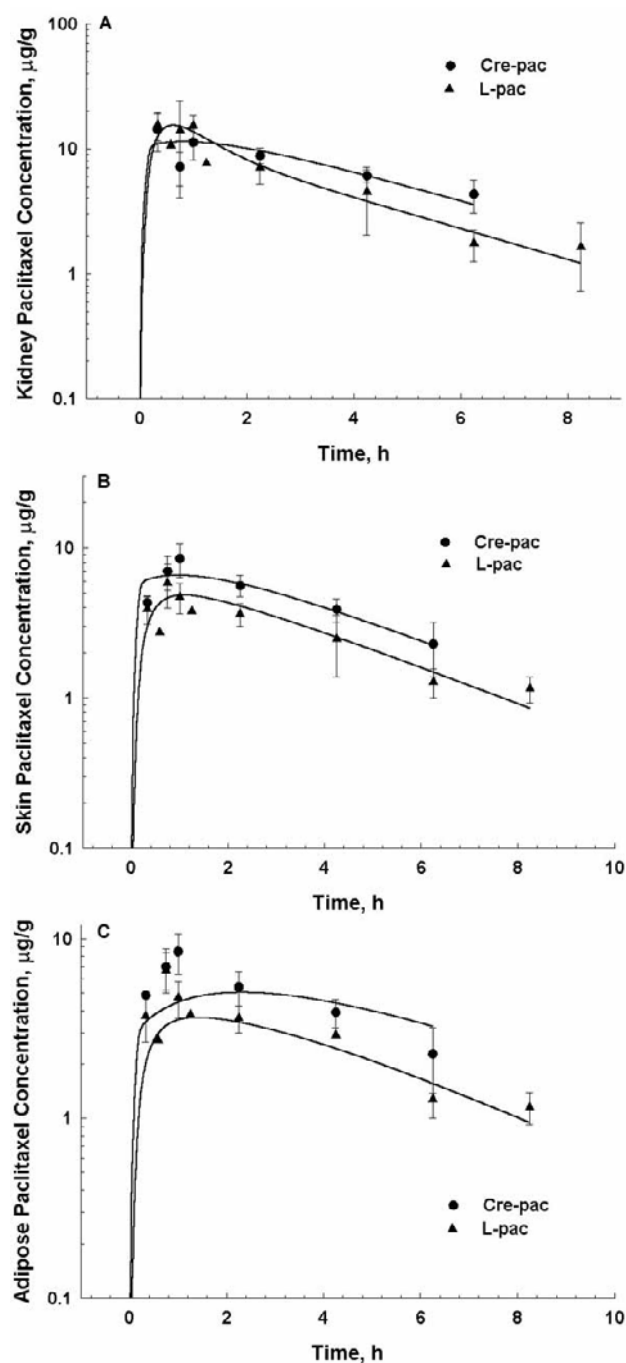 A
Kidney Paclitaxel Concentration, μg/g
100
10
1
0.1
Cre-pac
L-pac
0 2 4 6 8
Time, h
B
Skin Paclitaxel Concentration, μg/g
10
1
0.1
Cre-pac
L-pac
0 2 4 6 8 10
Time, h
C
Adipose Paclitaxel Concentration, μg/g
10
1
0.1
Cre-pac
L-pac
0 2 4 6 8 10
Time, h